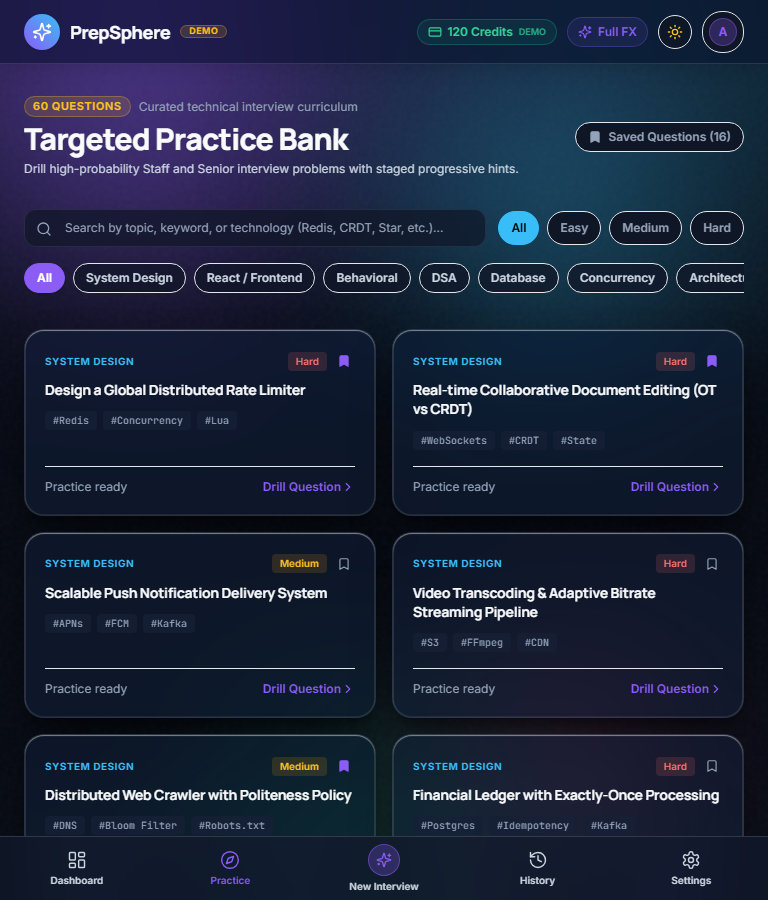 PrepSphere DEMO
120 Credits DEMO
Full FX
A
60 QUESTIONS Curated technical interview curriculum
Targeted Practice Bank
Saved Questions (16)
Drill high-probability Staff and Senior interview problems with staged progressive hints.
Search by topic, keyword, or technology (Redis, CRDT, Star, etc.)...
All Easy Medium Hard
All System Design React / Frontend Behavioral DSA Database Concurrency Architectu
SYSTEM DESIGN Hard
Design a Global Distributed Rate Limiter
#Redis #Concurrency #Lua
Practice ready Drill Question
SYSTEM DESIGN Hard
Real-time Collaborative Document Editing (OT
vs CRDT)
#WebSockets #CRDT #State
Practice ready Drill Question
SYSTEM DESIGN Medium
Scalable Push Notification Delivery System
#APNs #FCM #Kafka
Practice ready Drill Question
SYSTEM DESIGN Hard
Video Transcoding & Adaptive Bitrate
Streaming Pipeline
#S3 #FFmpeg #CDN
Practice ready Drill Question
SYSTEM DESIGN Medium
Distributed Web Crawler with Politeness Policy
#DNS #Bloom Filter #Robots.txt
SYSTEM DESIGN Hard
Financial Ledger with Exactly-Once Processing
#Postgres #Idempotency #Kafka
Dashboard Practice New Interview History Settings